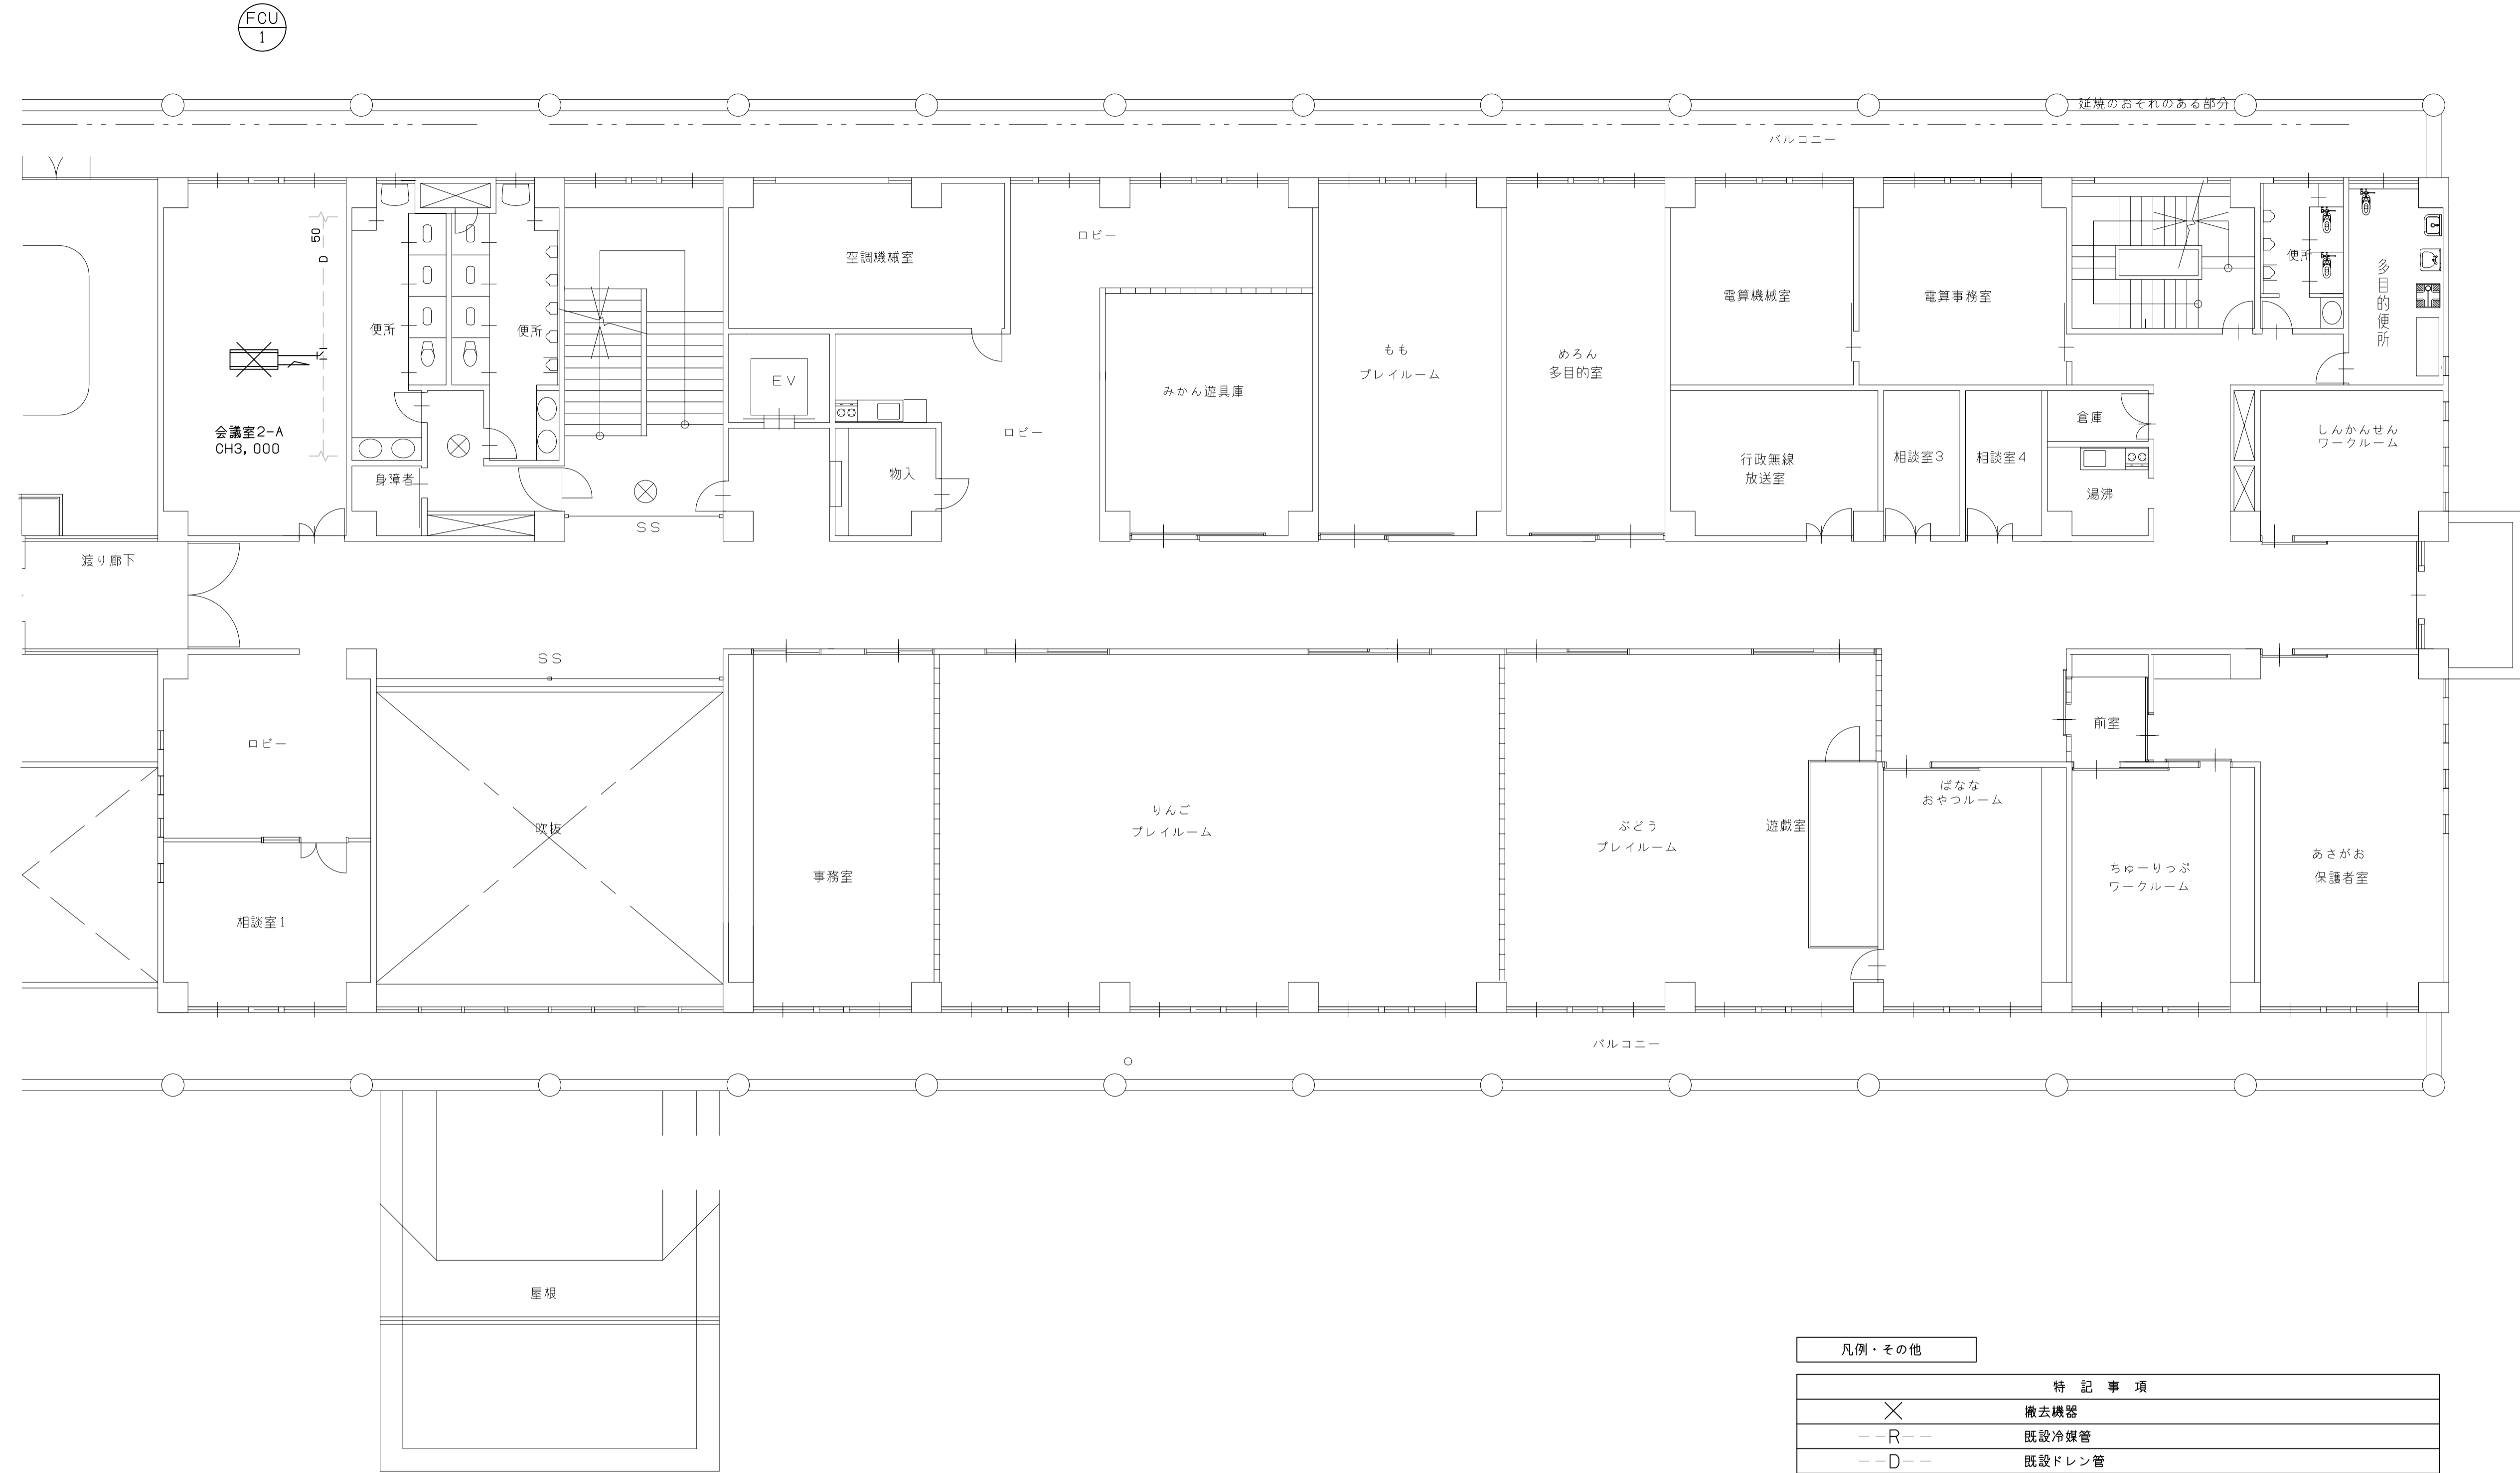 FCU
1
延焼のおそれのある部分
バルコニー
50
D
会議室2-A
CH3,000
便所
便所
身障者
SS
空調機械室
EV
物入
ロビー
ロビー
みかん遊具庫
もも
プレイルーム
めろん
多目的室
電算機械室
電算事務室
便所
多目的便所
行政無線
放送室
相談室3
相談室4
倉庫
湯沸
しんかんせん
ワークルーム
渡り廊下
SS
ロビー
相談室1
吹抜
事務室
りんご
プレイルーム
ぶどう
プレイルーム
遊戯室
ばなな
おやつルーム
前室
ちゅーりっぷ
ワークルーム
あさがお
保護者室
バルコニー
屋根
凡例・その他
特 記 事 項
撤去機器
R 既設冷媒管
D 既設ドレン管